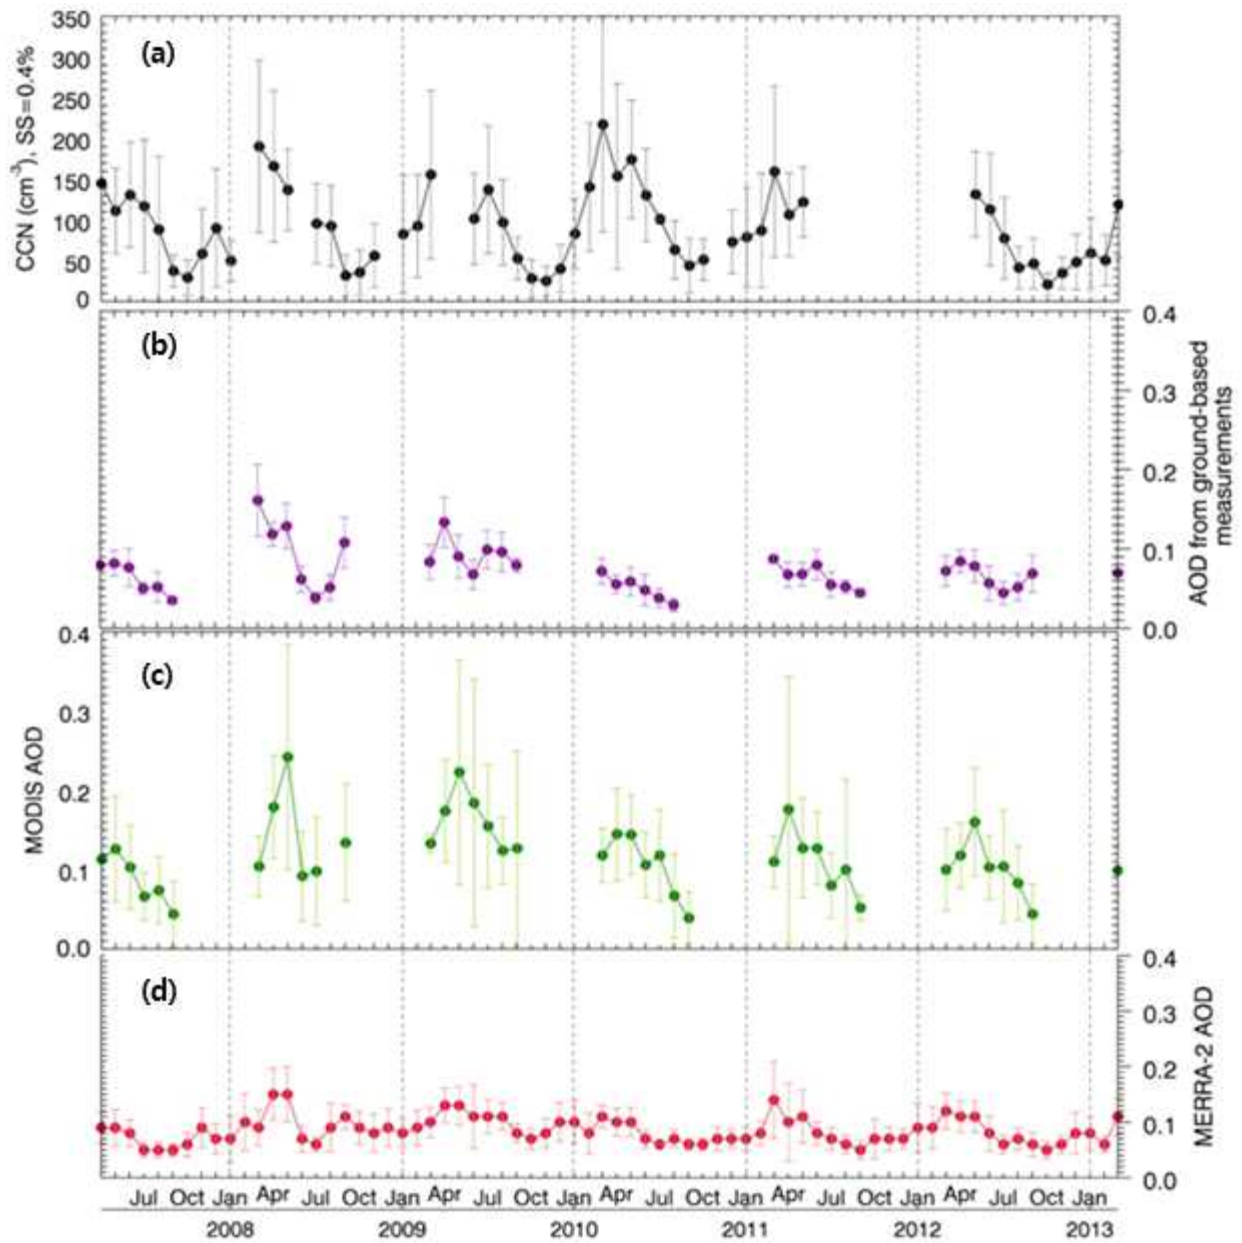 350
300
250
200
150
100
50
0
CCN (cm-3), SS=0.4%
(a)
(b)
0.4
0.3
0.2
0.1
0.0
AOD from ground-based
measurements
0.4
0.3
0.2
0.1
0.0
MODIS AOD
(c)
(d)
0.4
0.3
0.2
0.1
0.0
MERRA-2 AOD
Jul Oct Jan Apr Jul Oct Jan Apr Jul Oct Jan Apr Jul Oct Jan Apr Jul Oct Jan Apr Jul Oct Jan
2008 2009 2010 2011 2012 2013